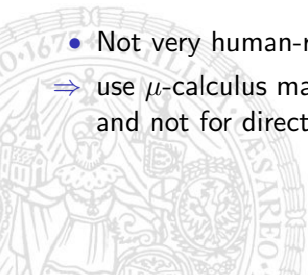 • Not very human-r
⇒ use μ-calculus ma
and not for direct